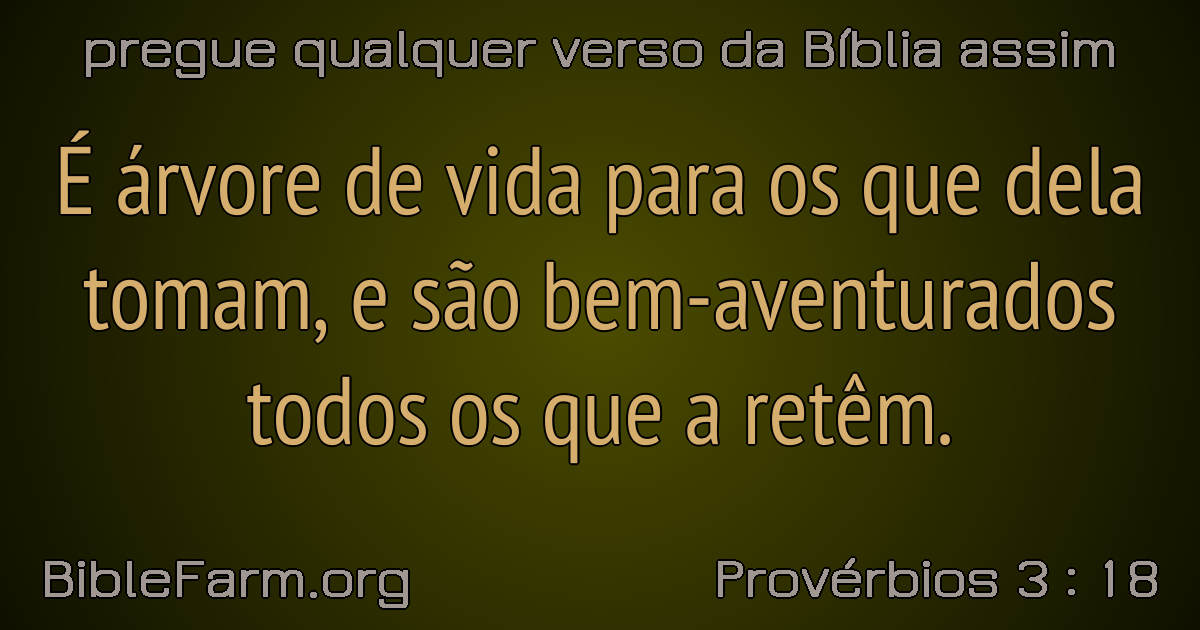 pregue qualquer verso da Bíblia assim
É árvore de vida para os que dela
tomam, e são bem-aventurados
todos os que a retêm.
BibleFarm.org
Provérbios 3 : 18